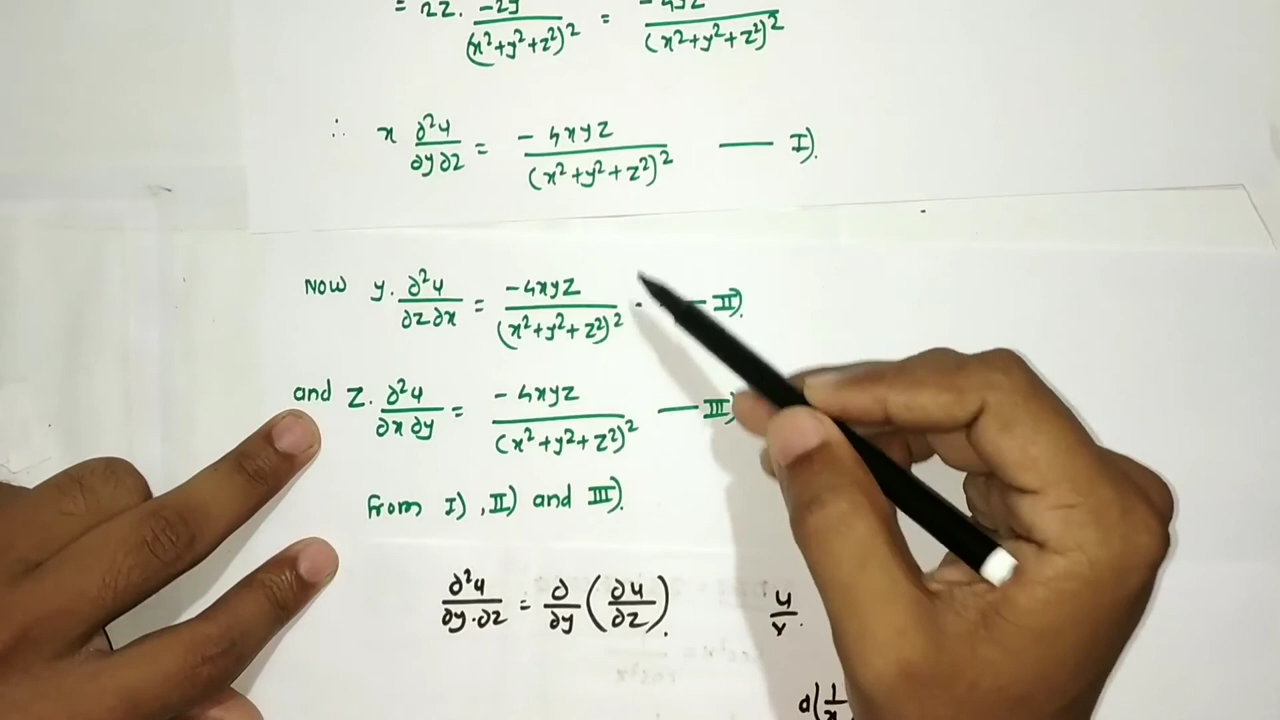 = 2z. -2y/(x²+y²+z²)² = -4yz/(x²+y²+z²)²
∴ x ∂²u/∂y∂z = -4xyz/(x²+y²+z²)² — I).
Now y. ∂²u/∂z∂x = -4xyz/(x²+y²+z²)² — II).
and z. ∂²u/∂x∂y = -4xyz/(x²+y²+z²)² — III)
from I), II) and III).
∂²u/∂y.∂z = ∂/∂y (∂u/∂z). u/v.
d(1/x